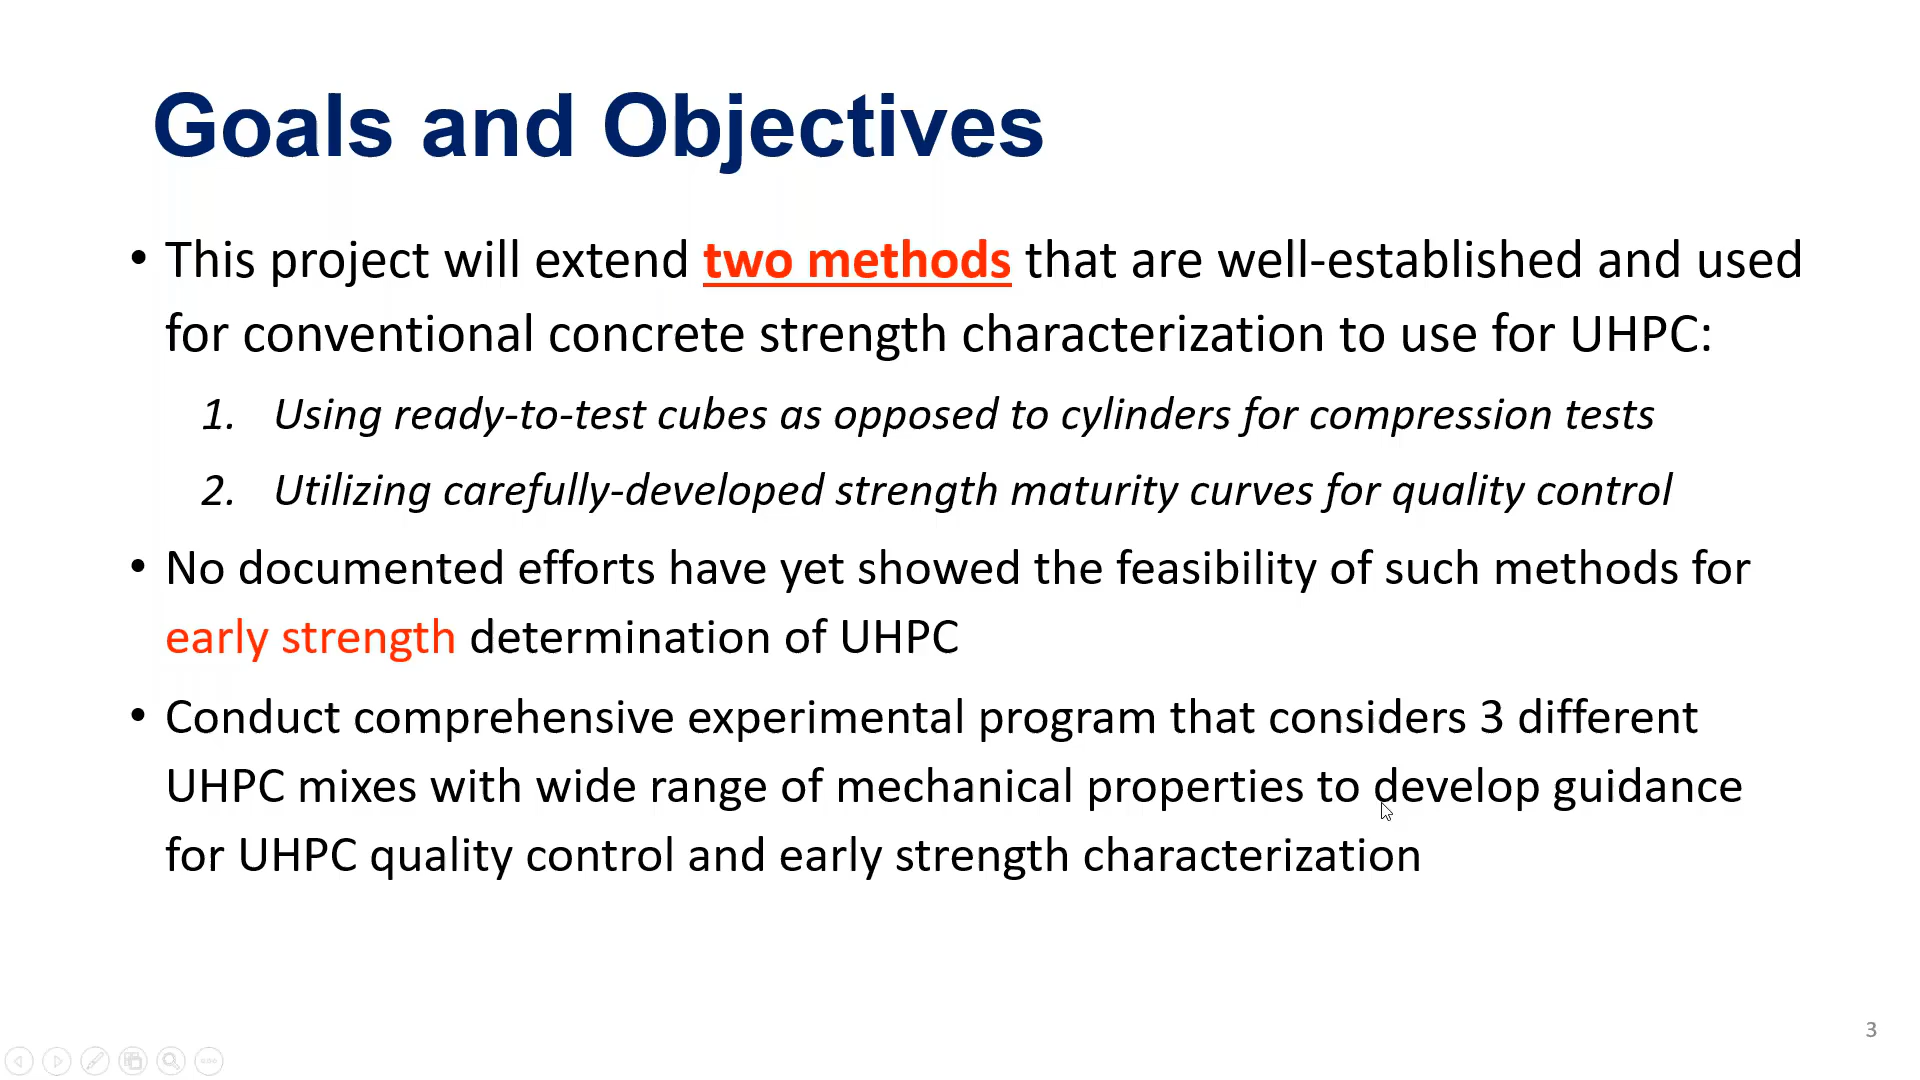 Goals and Objectives
• This project will extend two methods that are well-established and used
for conventional concrete strength characterization to use for UHPC:
1. Using ready-to-test cubes as opposed to cylinders for compression tests
2. Utilizing carefully-developed strength maturity curves for quality control
• No documented efforts have yet showed the feasibility of such methods for
early strength determination of UHPC
• Conduct comprehensive experimental program that considers 3 different
UHPC mixes with wide range of mechanical properties to develop guidance
for UHPC quality control and early strength characterization
3